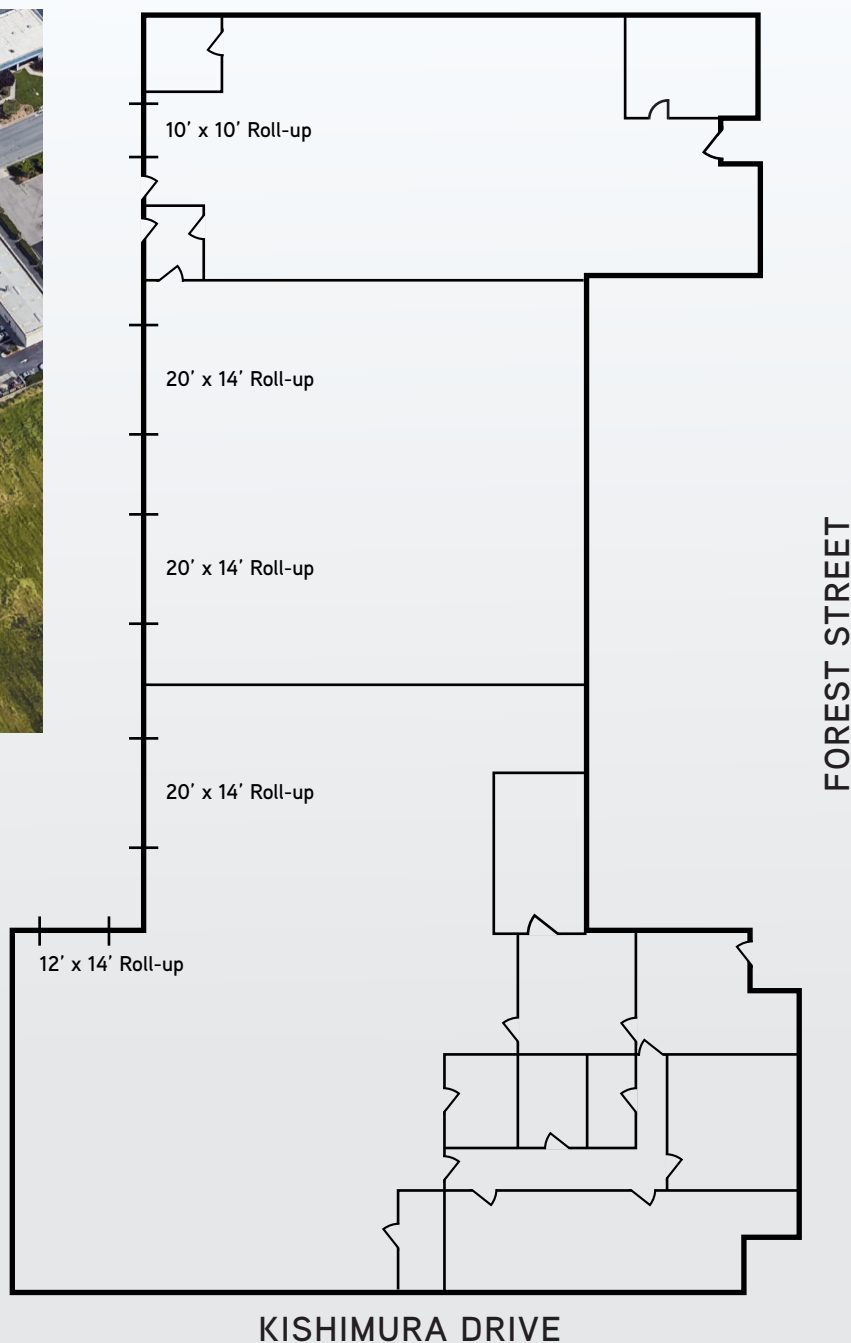 10’ x 10’ Roll-up
20’ x 14’ Roll-up
20’ x 14’ Roll-up
FOREST STREET
20’ x 14’ Roll-up
12’ x 14’ Roll-up
KISHIMURA DRIVE